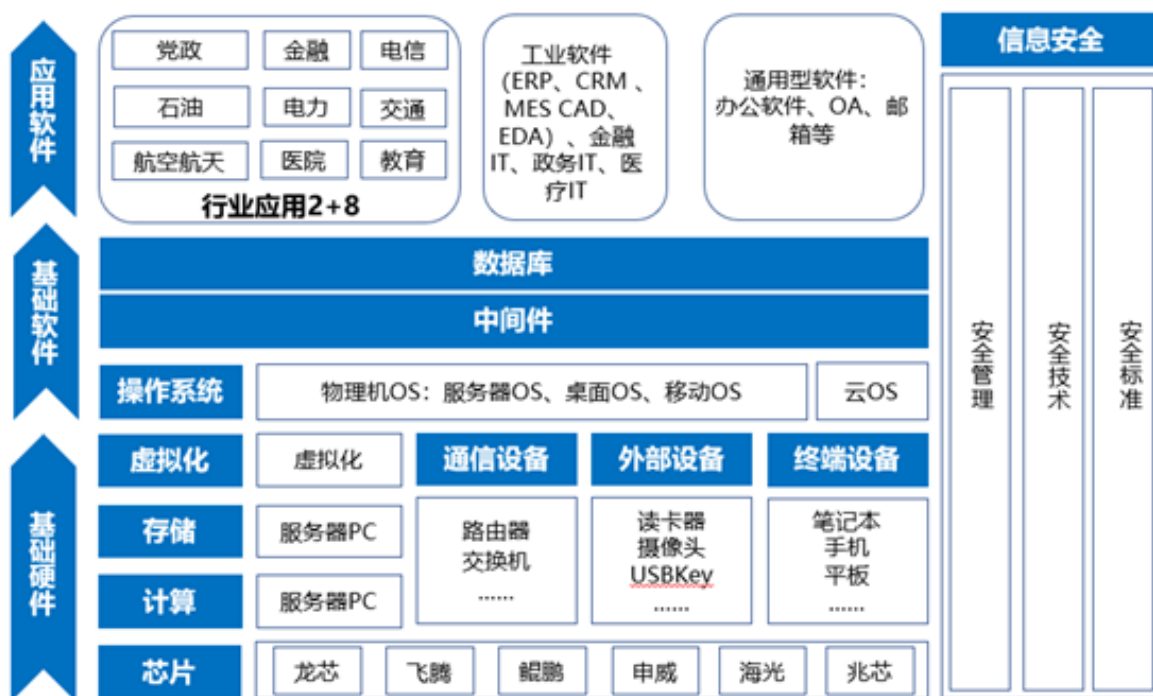 应用软件
党政
金融
电信
石油
电力
交通
航空航天
医院
教育
行业应用2+8
工业软件
（ERP、CRM 、
MES CAD、
EDA）、金融
IT、政务IT、医
疗IT
通用型软件：
办公软件、OA、邮
箱等
信息安全
安全管理
安全技术
安全标准
基础软件
数据库
中间件
操作系统
物理机OS：服务器OS、桌面OS、移动OS
云OS
基础硬件
虚拟化
虚拟化
通信设备
外部设备
终端设备
存储
服务器PC
计算
服务器PC
路由器
交换机
......
读卡器
摄像头
USBKey
......
笔记本
手机
平板
......
芯片
龙芯
飞腾
鲲鹏
申威
海光
兆芯